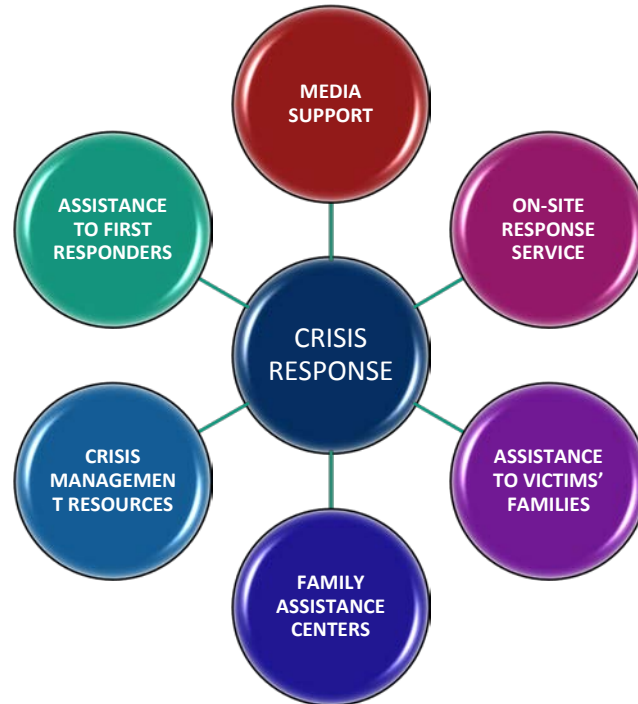 MEDIA
SUPPORT
ASSISTANCE
TO FIRST
RESPONDERS
ON-SITE
RESPONSE
SERVICE
CRISIS
RESPONSE
CRISIS
MANAGEMEN
T RESOURCES
ASSISTANCE
TO VICTIMS’
FAMILIES
FAMILY
ASSISTANCE
CENTERS